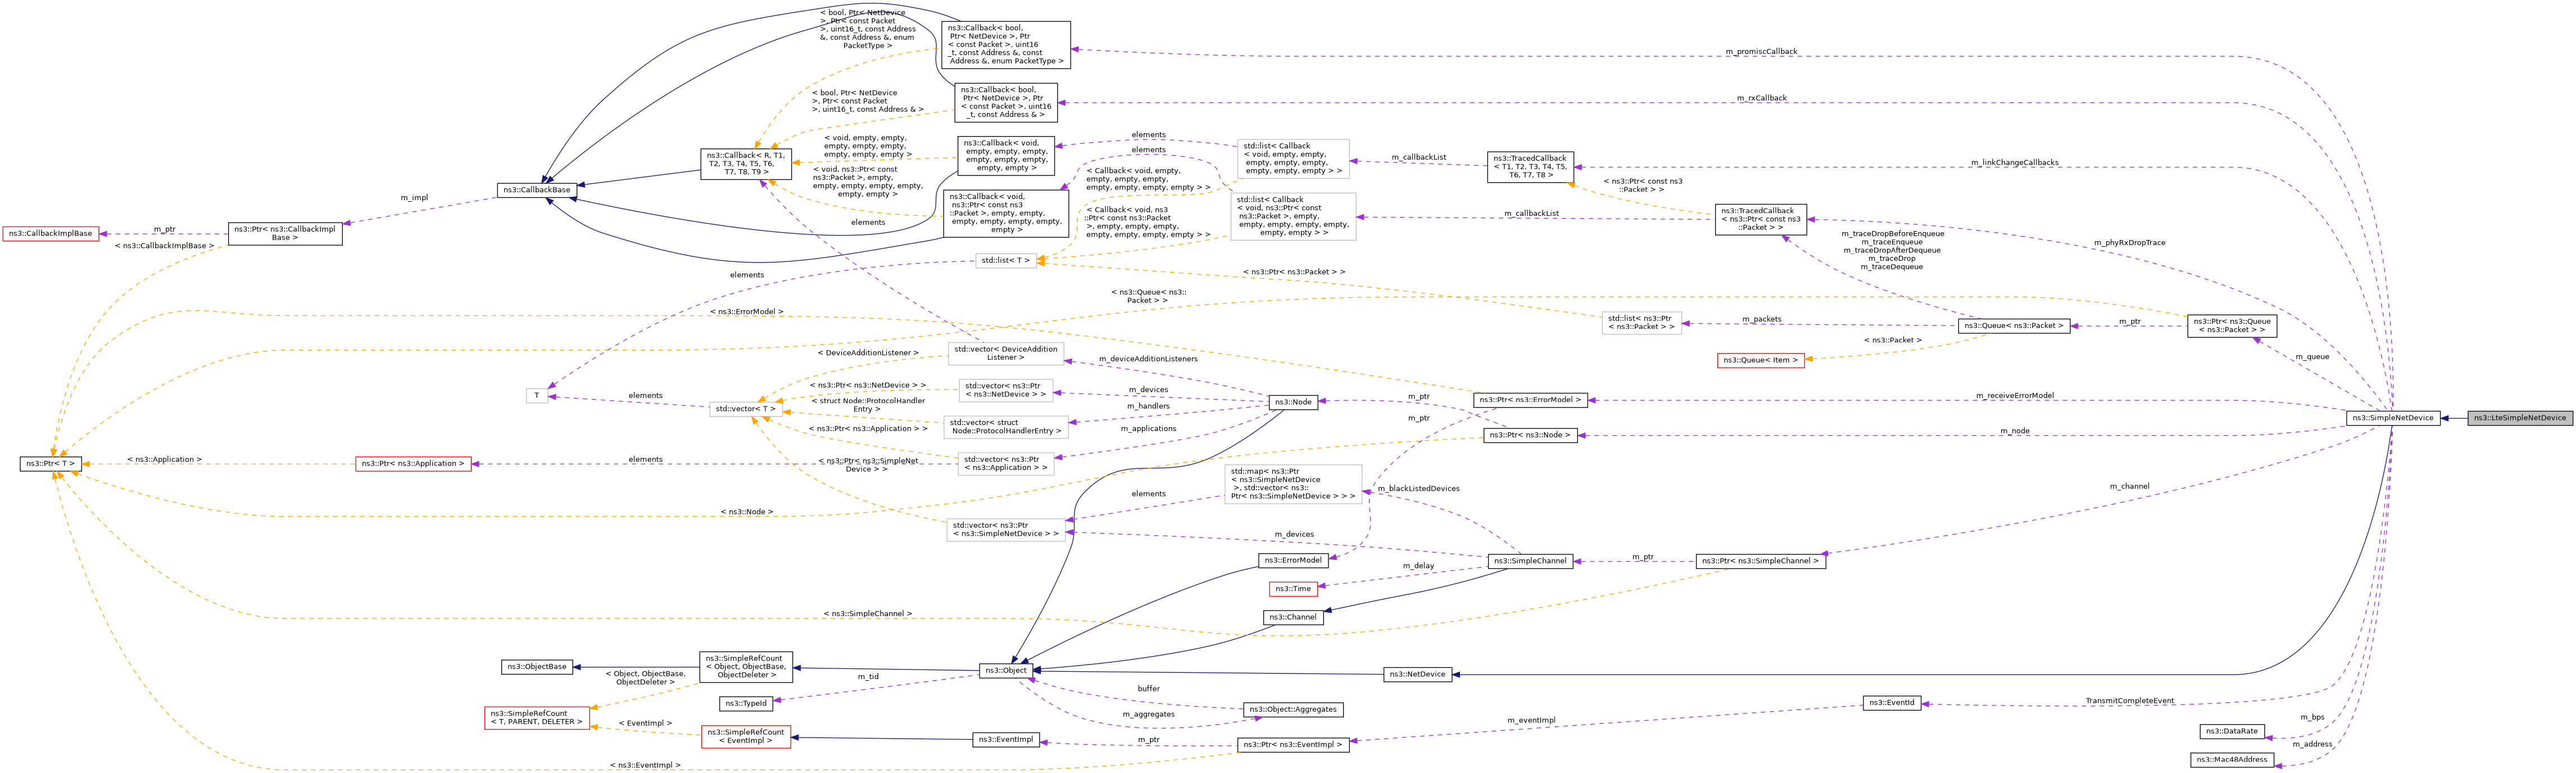 < bool, Ptr< NetDevice
>, Ptr< const Packet
>, uint16_t, const Address
&, const Address &, enum
PacketType >
ns3::Callback< bool,
Ptr< NetDevice >, Ptr
< const Packet >, uint16
_t, const Address &, const
Address &, enum PacketType >
m_promiscCallback
< bool, Ptr< NetDevice
>, Ptr< const Packet
>, uint16_t, const Address & >
ns3::Callback< bool,
Ptr< NetDevice >, Ptr
< const Packet >, uint16
_t, const Address & >
m_rxCallback
< void, empty, empty,
empty, empty, empty,
empty, empty, empty >
ns3::Callback< void,
empty, empty, empty,
empty, empty, empty,
empty, empty >
elements
elements
std::list< Callback
< void, empty, empty,
empty, empty, empty,
empty, empty, empty > >
m_callbackList
ns3::TracedCallback
< T1, T2, T3, T4, T5,
T6, T7, T8 >
m_linkChangeCallbacks
ns3::Callback< R, T1,
T2, T3, T4, T5, T6,
T7, T8, T9 >
< void, ns3::Ptr< const
ns3::Packet >, empty,
empty, empty, empty, empty,
empty, empty >
< Callback< void, empty,
empty, empty, empty,
empty, empty, empty, empty > >
< ns3::Ptr< const ns3
::Packet > >
ns3::CallbackBase
m_impl
ns3::Callback< void,
ns3::Ptr< const ns3
::Packet >, empty, empty,
empty, empty, empty, empty,
empty >
std::list< Callback
< void, ns3::Ptr< const
ns3::Packet >, empty,
empty, empty, empty, empty,
empty, empty > >
m_callbackList
ns3::TracedCallback
< ns3::Ptr< const ns3
::Packet > >
elements
< Callback< void, ns3
::Ptr< const ns3::Packet
>, empty, empty, empty,
empty, empty, empty, empty > >
ns3::CallbackImplBase
m_ptr
ns3::Ptr< ns3::CallbackImpl
Base >
< ns3::CallbackImplBase >
m_traceDropBeforeEnqueue
m_traceEnqueue
m_traceDropAfterDequeue
m_traceDrop
m_traceDequeue
m_phyRxDropTrace
std::list< T >
elements
< ns3::Ptr< ns3::Packet > >
< ns3::Queue< ns3::
Packet > >
< ns3::ErrorModel >
std::list< ns3::Ptr
< ns3::Packet > >
m_packets
ns3::Queue< ns3::Packet >
m_ptr
ns3::Ptr< ns3::Queue
< ns3::Packet > >
< ns3::Packet >
ns3::Queue< Item >
m_queue
< DeviceAdditionListener >
std::vector< DeviceAddition
Listener >
m_deviceAdditionListeners
T
elements
std::vector< T >
< ns3::Ptr< ns3::NetDevice > >
std::vector< ns3::Ptr
< ns3::NetDevice > >
m_devices
< struct Node::ProtocolHandler
Entry >
std::vector< struct
Node::ProtocolHandlerEntry >
m_handlers
ns3::Node
m_ptr
ns3::Ptr< ns3::ErrorModel >
m_receiveErrorModel
m_ptr
ns3::SimpleNetDevice
ns3::LteSimpleNetDevice
< ns3::Ptr< ns3::Application > >
m_applications
ns3::Ptr< ns3::Node >
m_node
ns3::Ptr< T >
< ns3::Application >
ns3::Ptr< ns3::Application >
elements
std::vector< ns3::Ptr
< ns3::Application > >
< ns3::Ptr< ns3::SimpleNet
Device > >
std::map< ns3::Ptr
< ns3::SimpleNetDevice
>, std::vector< ns3::
Ptr< ns3::SimpleNetDevice > > >
m_blackListedDevices
m_channel
elements
< ns3::Node >
std::vector< ns3::Ptr
< ns3::SimpleNetDevice > >
m_devices
ns3::ErrorModel
ns3::SimpleChannel
m_ptr
ns3::Ptr< ns3::SimpleChannel >
m_delay
ns3::Time
< ns3::SimpleChannel >
ns3::Channel
ns3::ObjectBase
ns3::SimpleRefCount
< Object, ObjectBase,
ObjectDeleter >
ns3::Object
ns3::NetDevice
< Object, ObjectBase,
ObjectDeleter >
m_tid
ns3::TypeId
buffer
m_aggregates
ns3::Object::Aggregates
ns3::EventId
TransmitCompleteEvent
ns3::SimpleRefCount
< T, PARENT, DELETER >
< EventImpl >
ns3::SimpleRefCount
< EventImpl >
ns3::EventImpl
m_ptr
ns3::Ptr< ns3::EventImpl >
m_eventImpl
m_bps
ns3::DataRate
m_address
ns3::Mac48Address
< ns3::EventImpl >